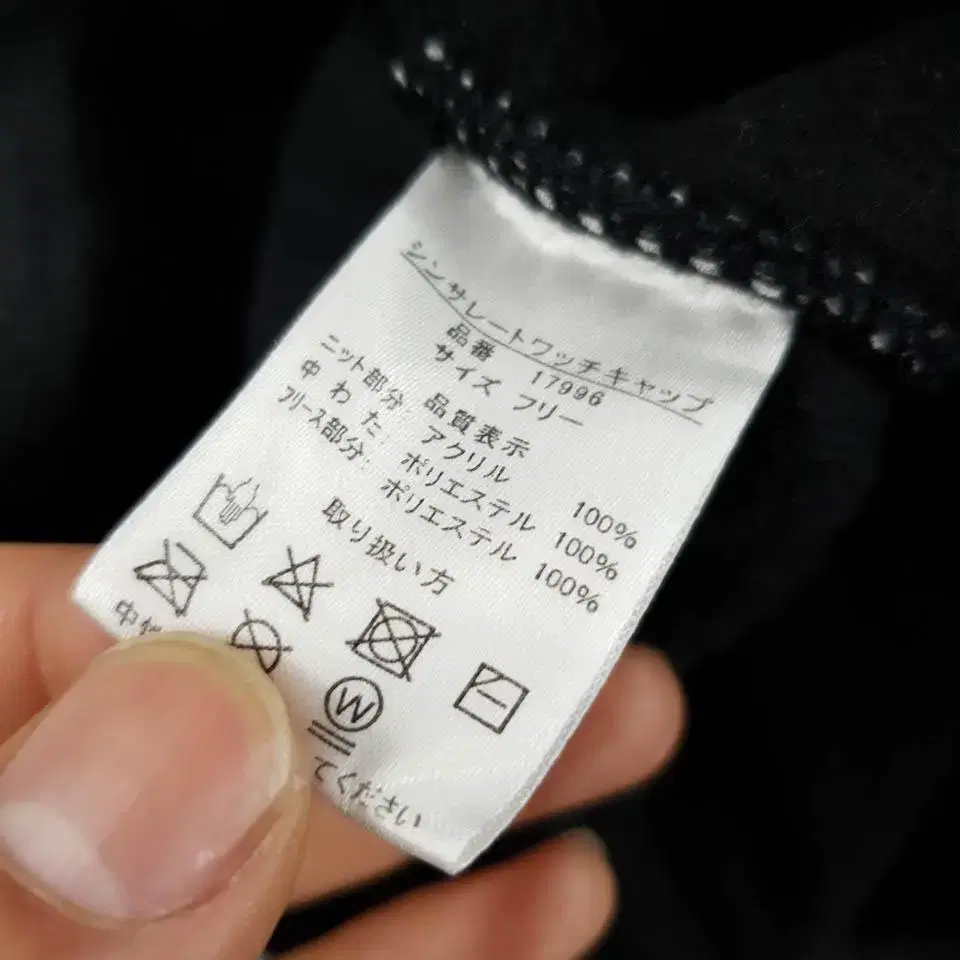 シンサレートワッチキャップ
品番 17996
サイズ フリー
品質表示
ニット部分: アクリル 100%
中 わ た: ポリエステル 100%
フリース部分: ポリエステル 100%
取り扱い方
W
てください